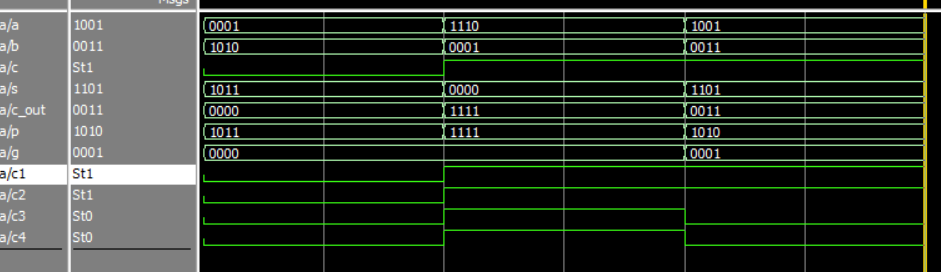 Msgs
a/a 1001 0001 1110 1001
a/b 0011 1010 0001 0011
a/c St1
a/s 1101 1011 0000 1101
a/c_out 0011 0000 1111 0011
a/p 1010 1011 1111 1010
a/g 0001 0000 0001
a/c1 St1
a/c2 St1
a/c3 St0
a/c4 St0